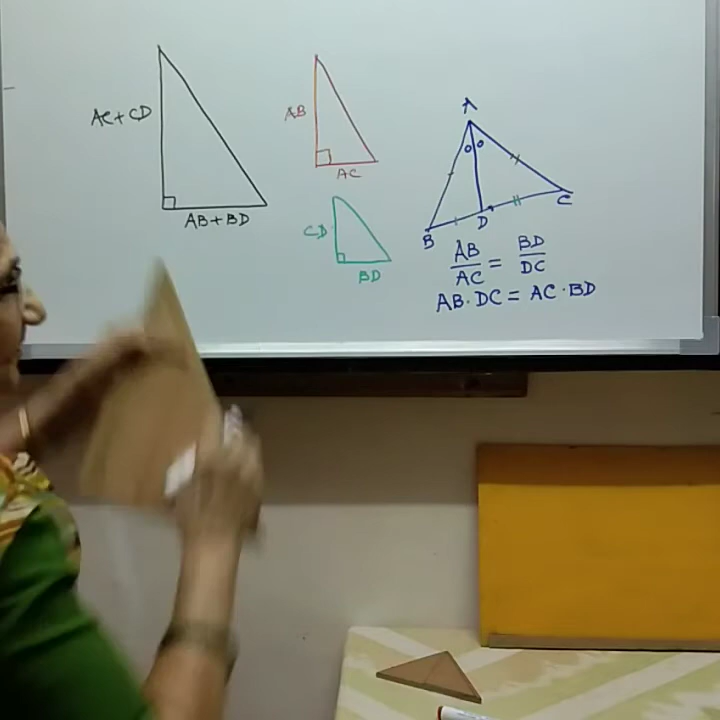 AC+CD
AB+BD
AB
AC
CD
BD
A
B
D
C
AB/AC = BD/DC
AB·DC = AC·BD